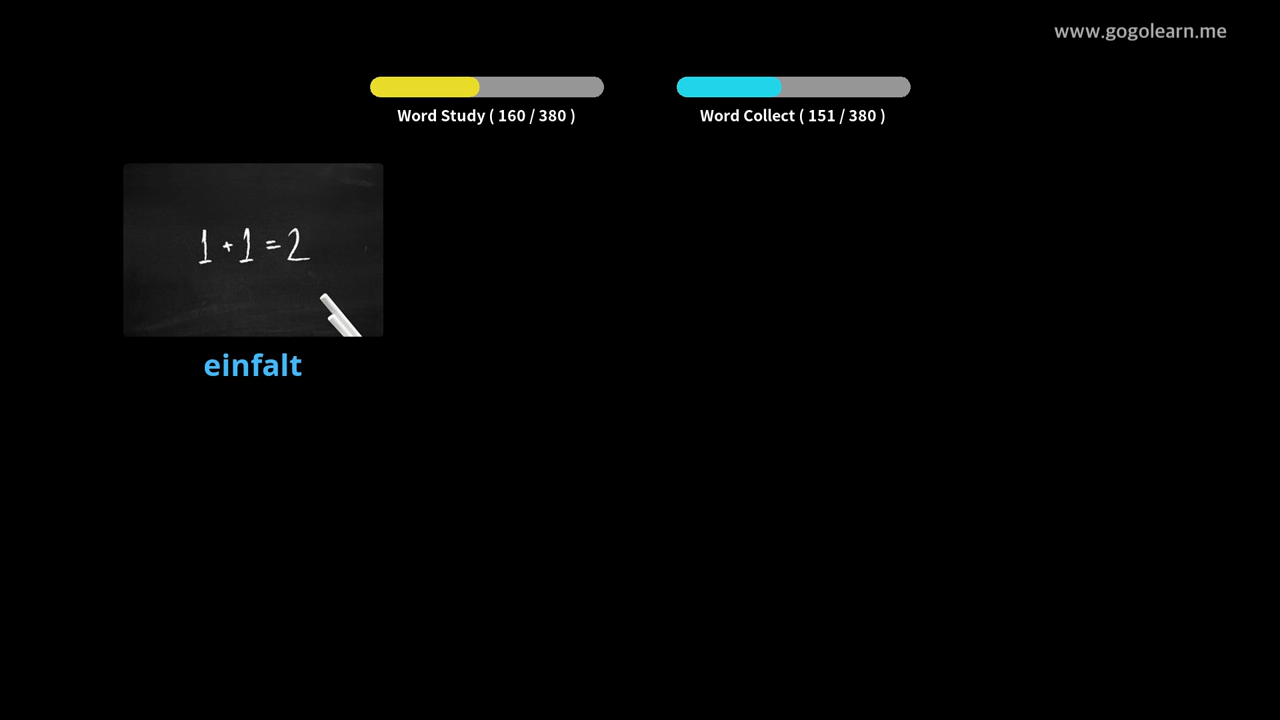 www.gogolearn.me
Word Study ( 160 / 380 )
Word Collect ( 151 / 380 )
1 + 1 = 2
einfalt